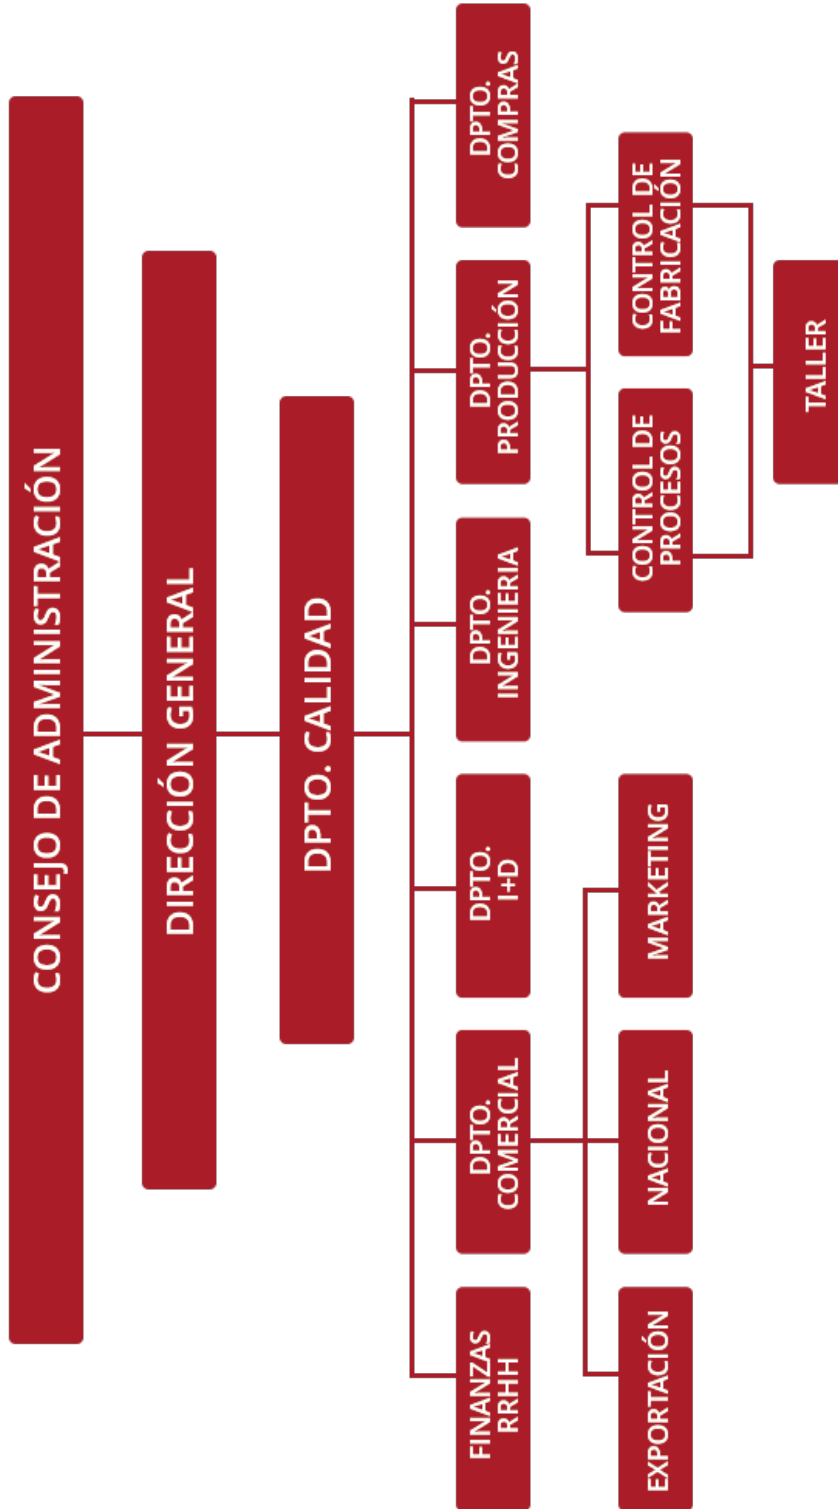 CONSEJO DE ADMINISTRACIÓN
DIRECCIÓN GENERAL
DPTO. CALIDAD
FINANZAS
RRHH
DPTO.
COMERCIAL
DPTO.
I+D
DPTO.
INGENIERIA
DPTO.
PRODUCCIÓN
DPTO.
COMPRAS
EXPORTACIÓN
NACIONAL
MARKETING
CONTROL DE
PROCESOS
CONTROL DE
FABRICACIÓN
TALLER